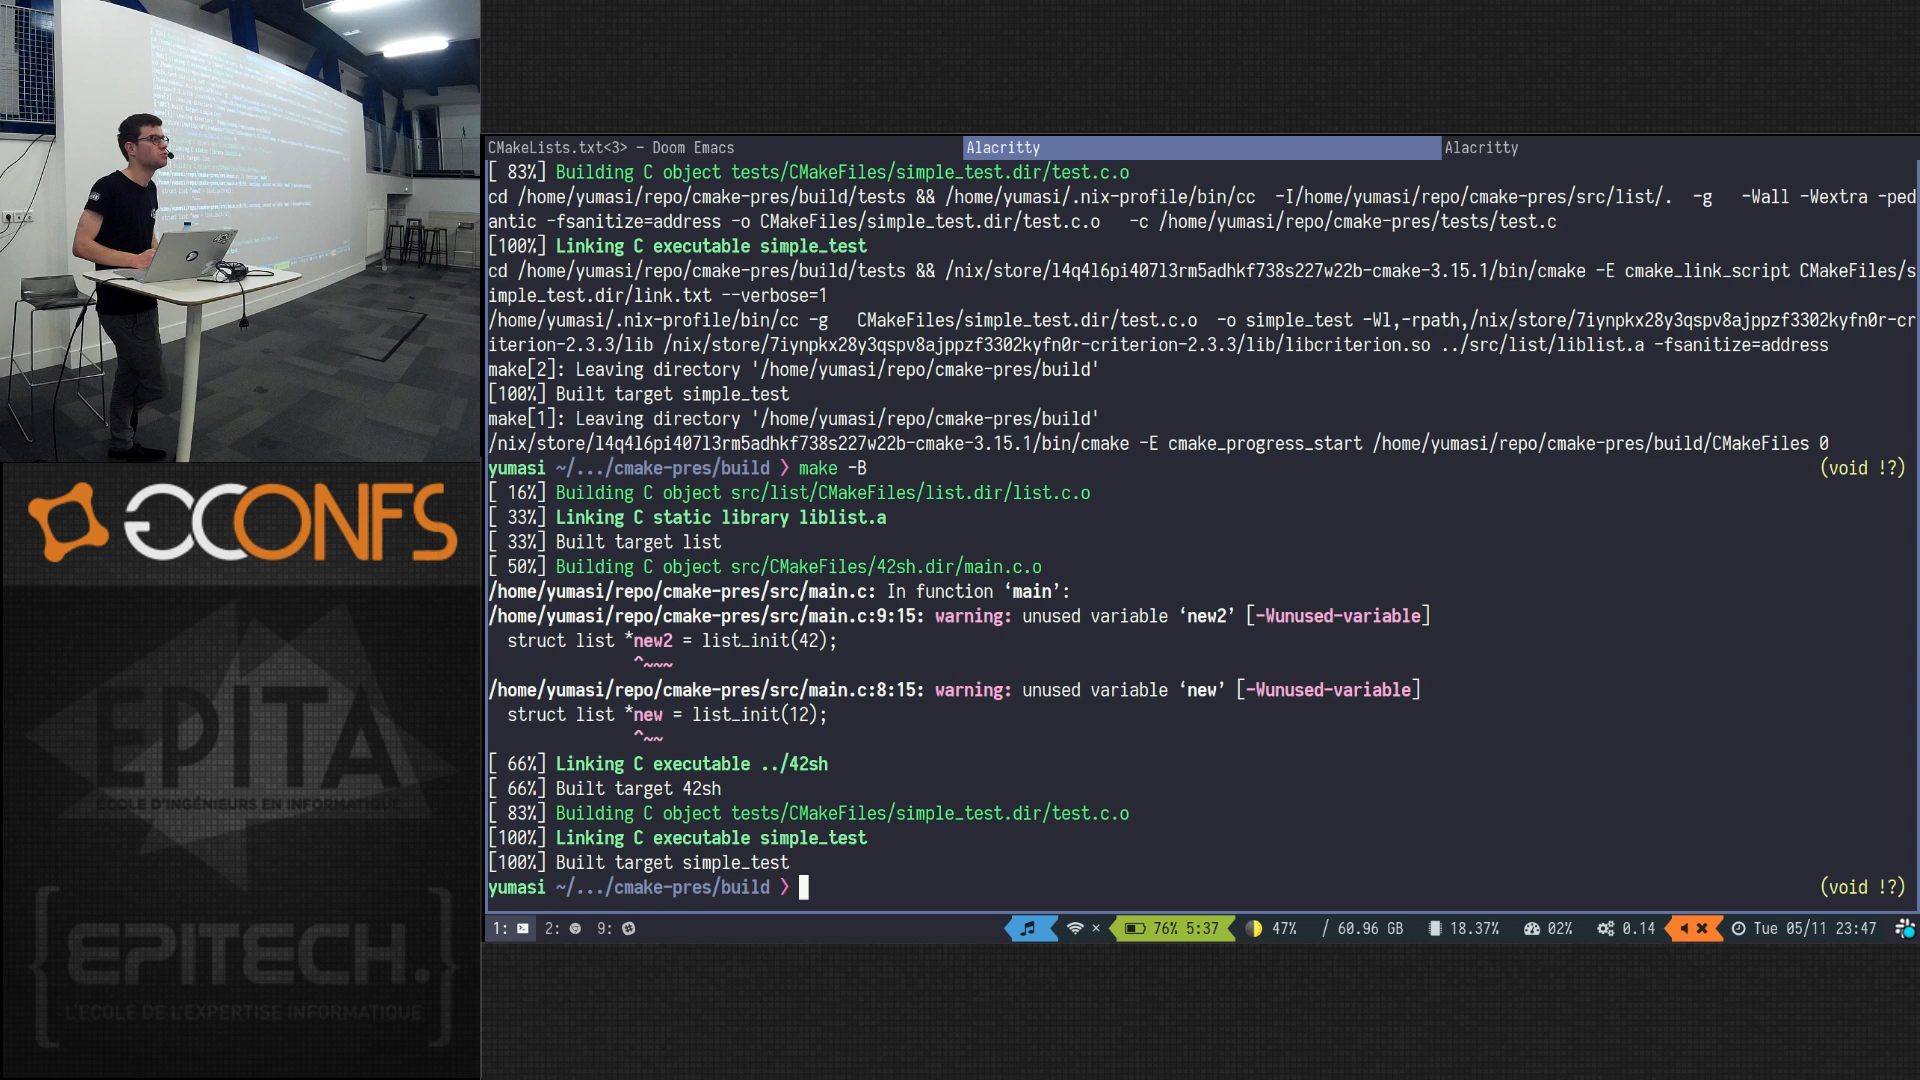 CMakeLists.txt<3> – Doom Emacs
Alacritty
Alacritty
[ 83%] Building C object tests/CMakeFiles/simple_test.dir/test.c.o
cd /home/yumasi/repo/cmake-pres/build/tests && /home/yumasi/.nix-profile/bin/cc  -I/home/yumasi/repo/cmake-pres/src/list/.  -g   -Wall -Wextra -ped
antic -fsanitize=address -o CMakeFiles/simple_test.dir/test.c.o   -c /home/yumasi/repo/cmake-pres/tests/test.c
[100%] Linking C executable simple_test
cd /home/yumasi/repo/cmake-pres/build/tests && /nix/store/l4q4l6pi407l3rm5adhkf738s227w22b-cmake-3.15.1/bin/cmake -E cmake_link_script CMakeFiles/s
imple_test.dir/link.txt --verbose=1
/home/yumasi/.nix-profile/bin/cc -g   CMakeFiles/simple_test.dir/test.c.o  -o simple_test -Wl,-rpath,/nix/store/7iynpkx28y3qspv8ajppzf3302kyfn0r-cr
iterion-2.3.3/lib /nix/store/7iynpkx28y3qspv8ajppzf3302kyfn0r-criterion-2.3.3/lib/libcriterion.so ../src/list/liblist.a -fsanitize=address
make[2]: Leaving directory '/home/yumasi/repo/cmake-pres/build'
[100%] Built target simple_test
make[1]: Leaving directory '/home/yumasi/repo/cmake-pres/build'
/nix/store/l4q4l6pi407l3rm5adhkf738s227w22b-cmake-3.15.1/bin/cmake -E cmake_progress_start /home/yumasi/repo/cmake-pres/build/CMakeFiles 0
yumasi ~/.../cmake-pres/build ❯ make -B (void !?)
[ 16%] Building C object src/list/CMakeFiles/list.dir/list.c.o
[ 33%] Linking C static library liblist.a
[ 33%] Built target list
[ 50%] Building C object src/CMakeFiles/42sh.dir/main.c.o
/home/yumasi/repo/cmake-pres/src/main.c: In function ‘main’:
/home/yumasi/repo/cmake-pres/src/main.c:9:15: warning: unused variable ‘new2’ [-Wunused-variable]
struct list *new2 = list_init(42);
^~~~
/home/yumasi/repo/cmake-pres/src/main.c:8:15: warning: unused variable ‘new’ [-Wunused-variable]
struct list *new = list_init(12);
^~~
[ 66%] Linking C executable ../42sh
[ 66%] Built target 42sh
[ 83%] Building C object tests/CMakeFiles/simple_test.dir/test.c.o
[100%] Linking C executable simple_test
[100%] Built target simple_test
yumasi ~/.../cmake-pres/build ❯ (void !?)
1: 2: 9: × 76% 5:37 47% / 60.96 GB 18.37% 02% 0.14 Tue 05/11 23:47
GCONFS
EPITA
ÉCOLE D'INGÉNIEURS EN INFORMATIQUE
{EPITECH.}
L'ECOLE DE L'EXPERTISE INFORMATIQUE